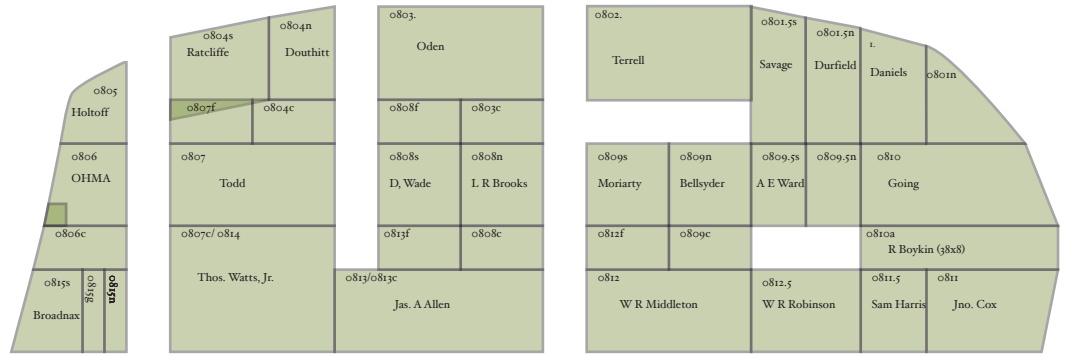 0805
Holtoff
0806
OHMA
0806c
0815s
Broadnax
0815g
0815n
0804s
Ratcliffe
0804n
Douthitt
0807f
0804c
0807
Todd
0807c/ 0814
Thos. Watts, Jr.
0803.
Oden
0808f
0803c
0808s
D, Wade
0808n
L R Brooks
0813f
0808c
0813/0813c
Jas. A Allen
0802.
Terrell
0801.5s
Savage
0801.5n
Durfield
1.
Daniels
0801n
0809s
Moriarty
0809n
Bellsyder
0809.5s
A E Ward
0809.5n
0810
Going
0812f
0809c
0810a
R Boykin (38x8)
0812
W R Middleton
0812.5
W R Robinson
0811.5
Sam Harris
0811
Jno. Cox